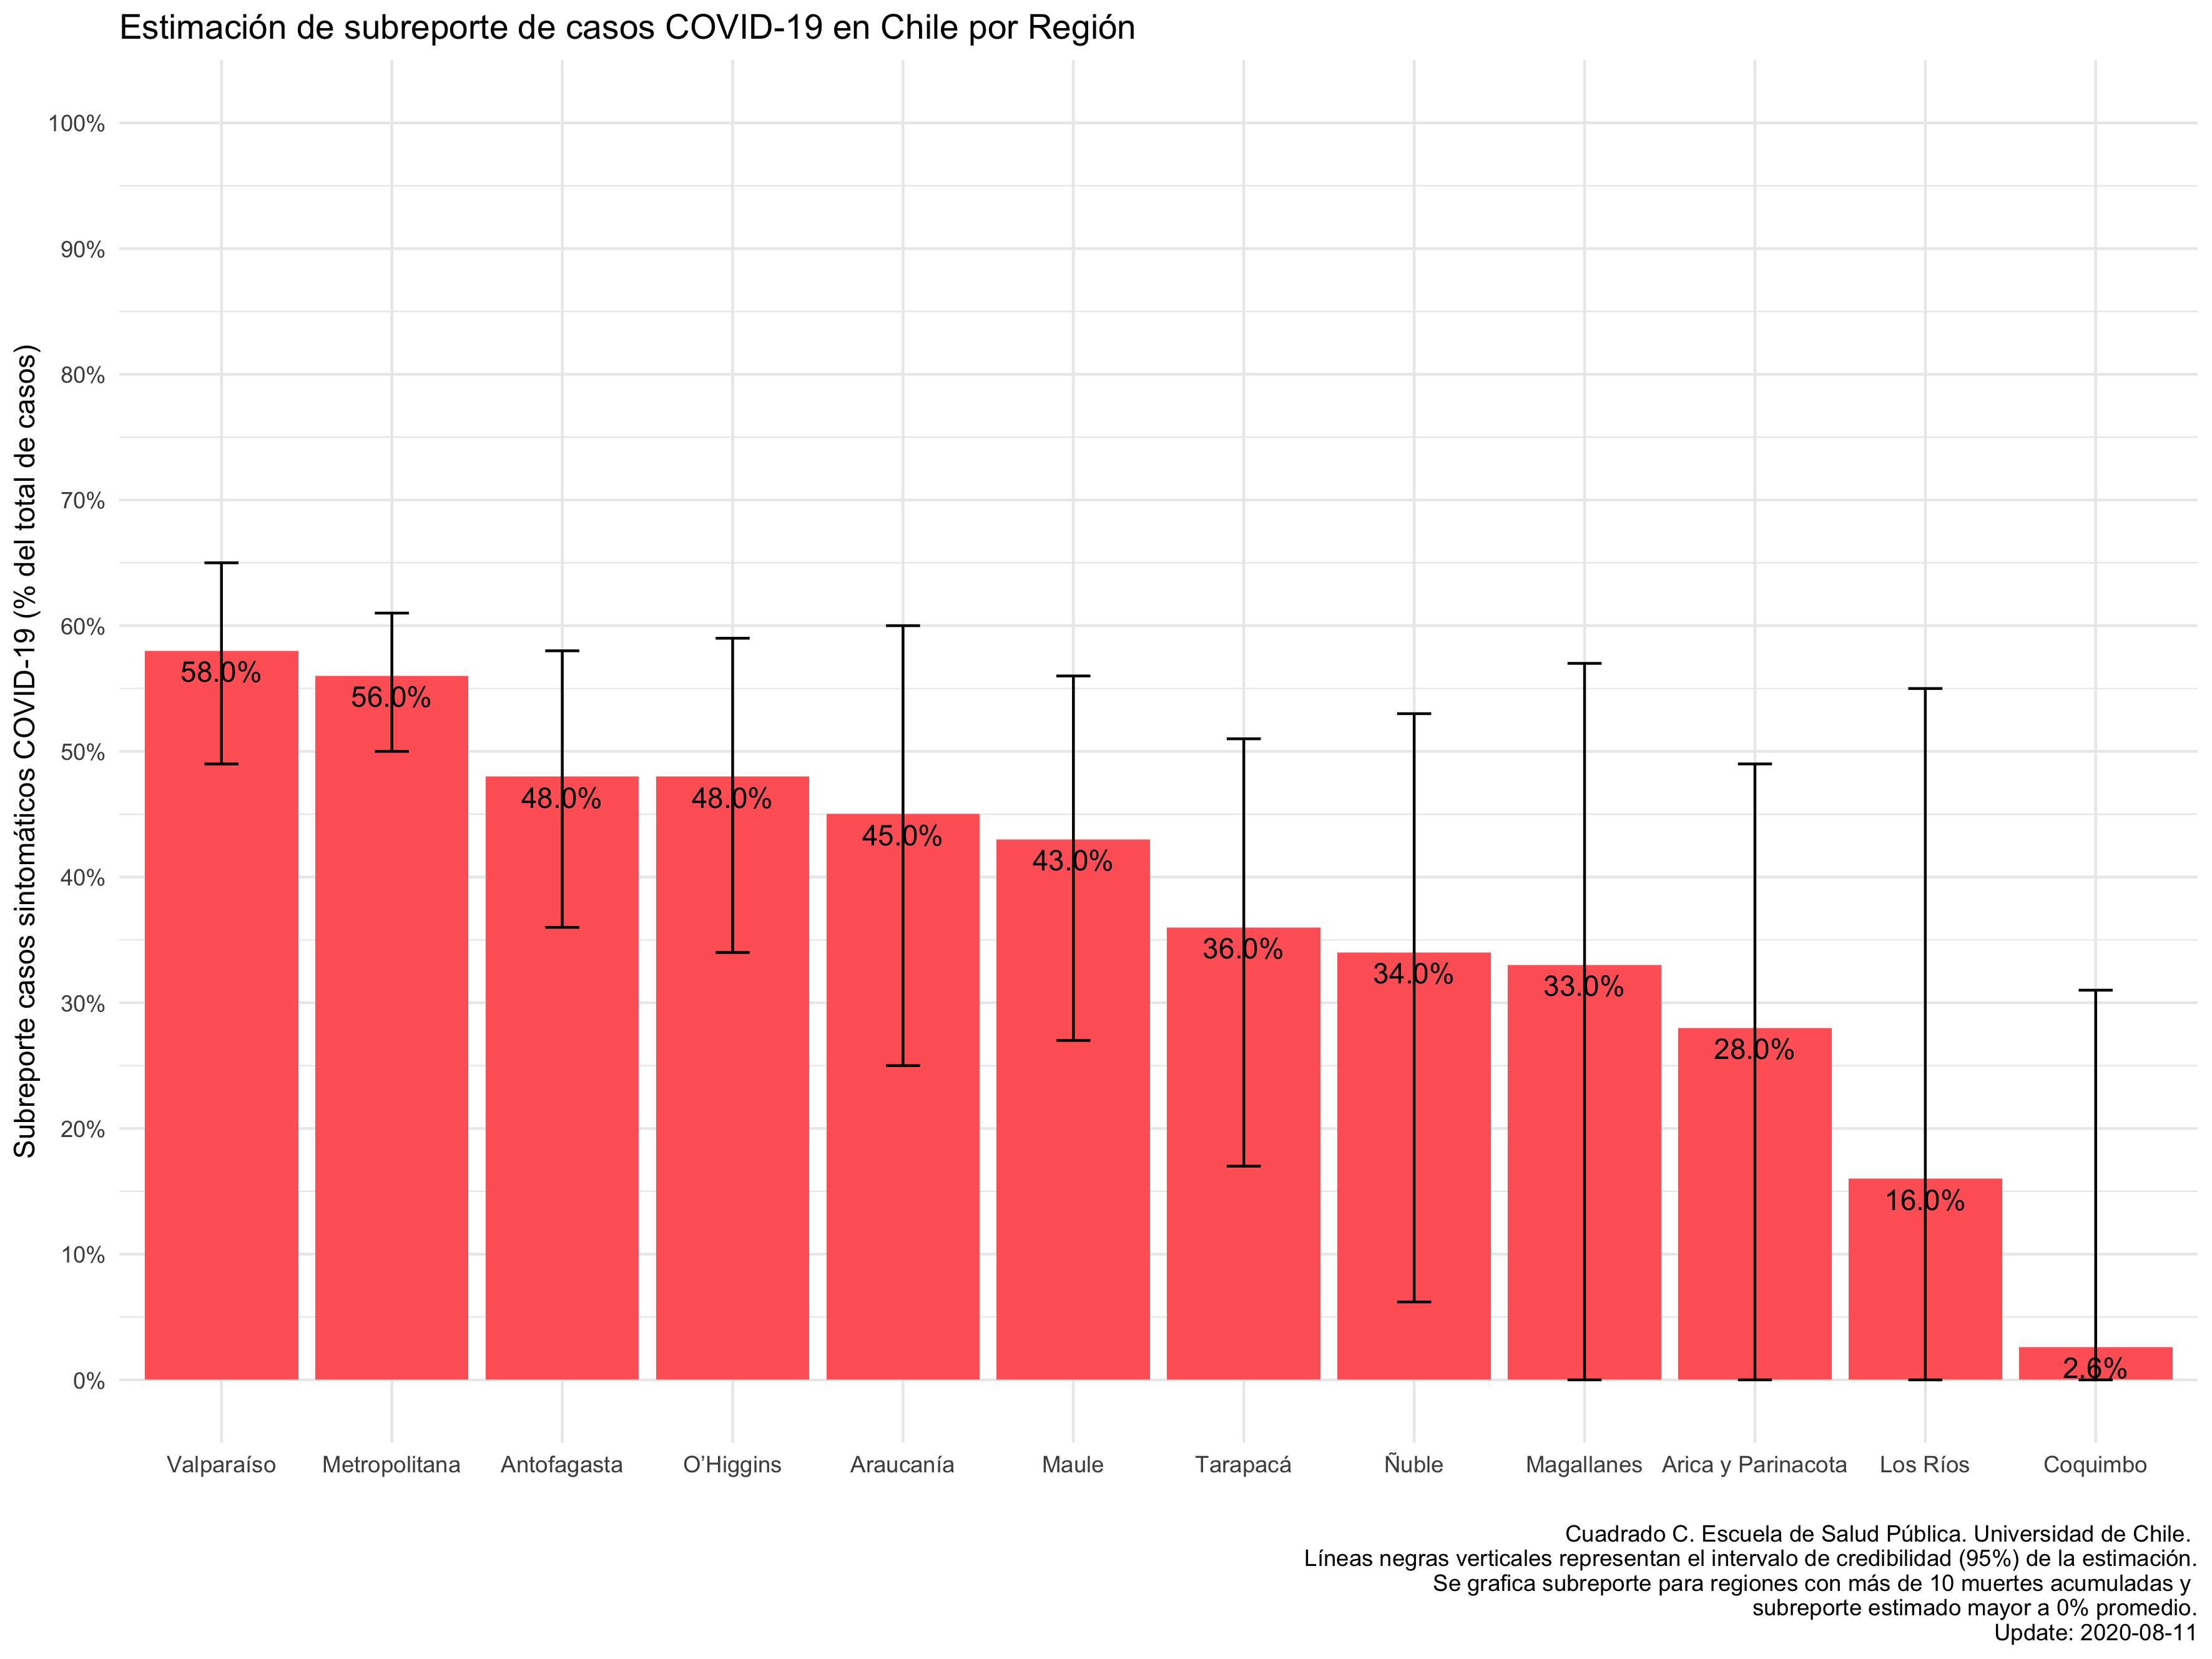 Estimación de subreporte de casos COVID-19 en Chile por Región
Subreporte casos sintomáticos COVID-19 (% del total de casos)
100%
90%
80%
70%
60%
50%
40%
30%
20%
10%
0%
58.0%
56.0%
48.0%
48.0%
45.0%
43.0%
36.0%
34.0%
33.0%
28.0%
16.0%
2.6%
Valparaíso
Metropolitana
Antofagasta
O’Higgins
Araucanía
Maule
Tarapacá
Ñuble
Magallanes
Arica y Parinacota
Los Ríos
Coquimbo
Cuadrado C. Escuela de Salud Pública. Universidad de Chile.
Líneas negras verticales representan el intervalo de credibilidad (95%) de la estimación.
Se grafica subreporte para regiones con más de 10 muertes acumuladas y
subreporte estimado mayor a 0% promedio.
Update: 2020-08-11